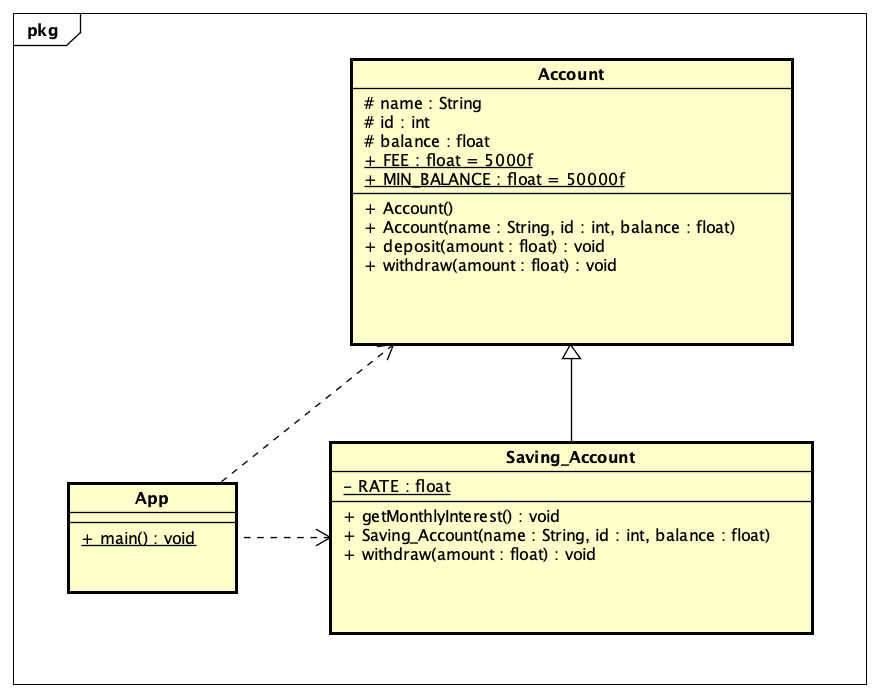 pkg
Account
# name : String
# id : int
# balance : float
+ FEE : float = 5000f
+ MIN_BALANCE : float = 50000f
+ Account()
+ Account(name : String, id : int, balance : float)
+ deposit(amount : float) : void
+ withdraw(amount : float) : void
Saving_Account
- RATE : float
+ getMonthlyInterest() : void
+ Saving_Account(name : String, id : int, balance : float)
+ withdraw(amount : float) : void
App
+ main() : void